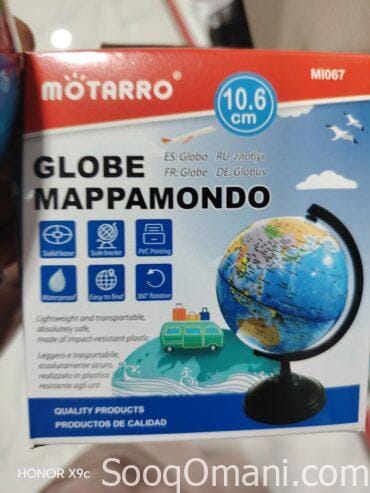 MOTARRO®
MI067
10.6
cm
ES: Globo RU: глобус
FR: Globe DE: Globus
GLOBE
MAPPAMONDO
Solid base
Scale bracket
PVC Printing
Waterproof
Easy to find
360° Rotation
Lightweight and transportable,
absolutely safe,
made of impact-resistant plastic
Leggero e trasportabile,
assolutamente sicuro,
realizzato in plastica
resistente agli urti
QUALITY PRODUCTS
PRODUCTOS DE CALIDAD
HONOR X9c
SooqOmani.com